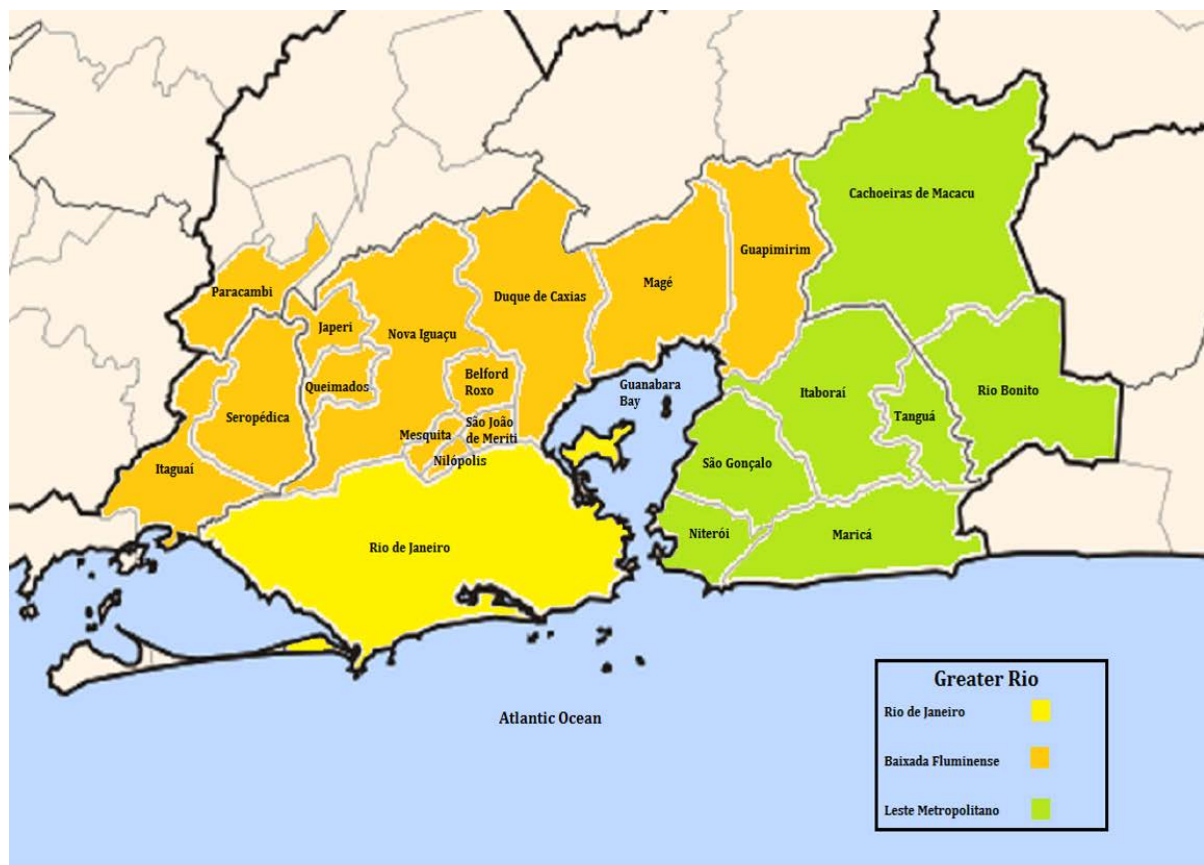 Cachoeiras de Macacu
Guapimirim
Magé
Paracambi
Duque de Caxias
Japeri
Nova Iguaçu
Queimados
Belford
Roxo
Guanabara
Bay
Rio Bonito
Itaboraí
Tanguá
Seropédica
São João
de Meriti
Mesquita
Nilópolis
Itaguaí
São Gonçalo
Niterói
Maricá
Rio de Janeiro
Atlantic Ocean
Greater Rio
Rio de Janeiro
Baixada Fluminense
Leste Metropolitano